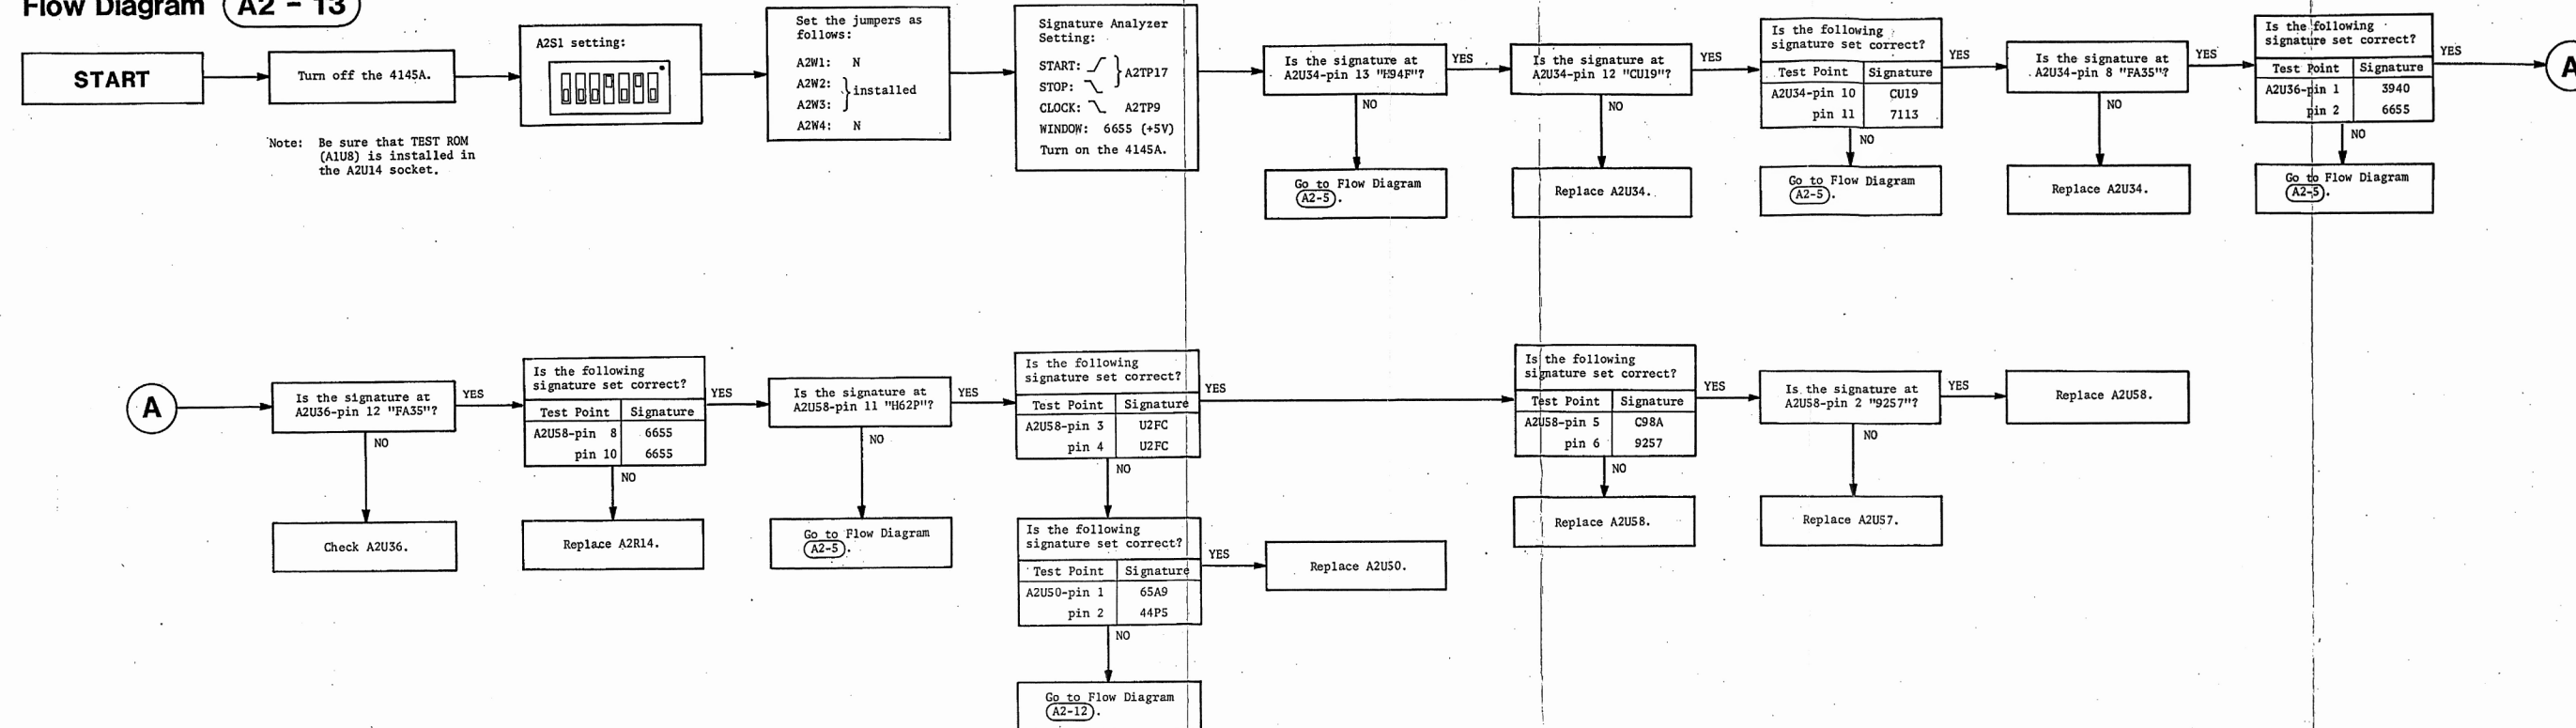 Flow Diagram A2 - 13
START
Turn off the 4145A.
Note: Be sure that TEST ROM
(A1U8) is installed in
the A2U14 socket.
A2S1 setting:
Set the jumpers as
follows:
A2W1: N
A2W2:
A2W3:
installed
A2W4: N
Signature Analyzer
Setting:
START:
STOP:
A2TP17
CLOCK: A2TP9
WINDOW: 6655 (+5V)
Turn on the 4145A.
Is the signature at
A2U34-pin 13 "H94F"?
YES
NO
Go to Flow Diagram
A2-5.
Is the signature at
A2U34-pin 12 "CU19"?
YES
NO
Replace A2U34.
Is the following
signature set correct?
Test Point Signature
A2U34-pin 10 CU19
pin 11 7113
YES
NO
Go to Flow Diagram
A2-5.
Is the signature at
A2U34-pin 8 "FA35"?
YES
NO
Replace A2U34.
Is the following
signature set correct?
Test Point Signature
A2U36-pin 1 3940
pin 2 6655
YES
NO
Go to Flow Diagram
A2-5.
A
A
Is the signature at
A2U36-pin 12 "FA35"?
YES
NO
Check A2U36.
Is the following
signature set correct?
Test Point Signature
A2U58-pin 8 6655
pin 10 6655
YES
NO
Replace A2R14.
Is the signature at
A2U58-pin 11 "H62P"?
YES
NO
Go to Flow Diagram
A2-5.
Is the following
signature set correct?
Test Point Signature
A2U58-pin 3 U2FC
pin 4 U2FC
YES
NO
Is the following
signature set correct?
Test Point Signature
A2U50-pin 1 65A9
pin 2 44P5
YES
Replace A2U50.
NO
Go to Flow Diagram
A2-12.
Is the following
signature set correct?
Test Point Signature
A2U58-pin 5 C98A
pin 6 9257
YES
NO
Replace A2U58.
Is the signature at
A2U58-pin 2 "9257"?
YES
NO
Replace A2U57.
Replace A2U58.